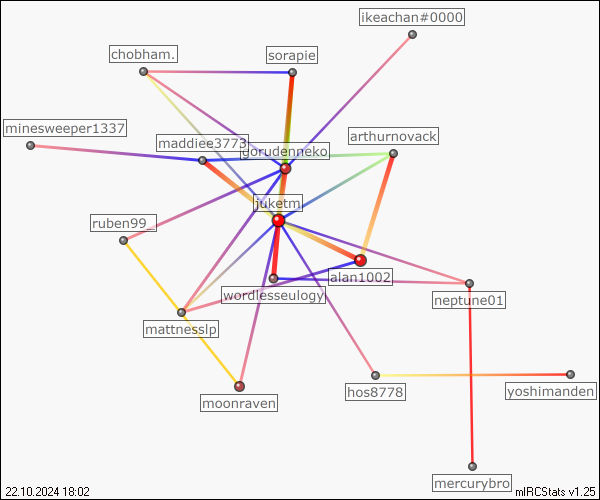 ikeachan#0000
chobham.
sorapie
minesweeper1337
arthurnovack
maddiee3773
gorudenneko
juketm
ruben99_
alan1002
wordlesseulogy
neptune01
mattnesslp
hos8778
yoshimanden
moonraven
mercurybro
22.10.2024 18:02
mIRCStats v1.25